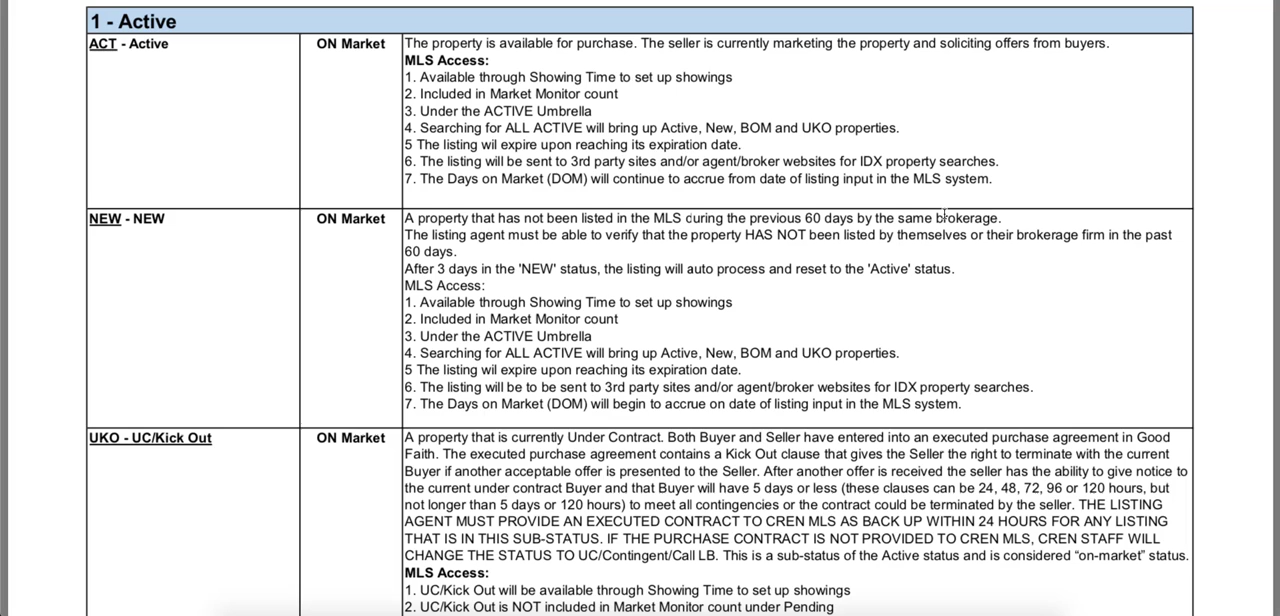 1 - Active
ACT - Active
ON Market
The property is available for purchase. The seller is currently marketing the property and soliciting offers from buyers.
MLS Access:
1. Available through Showing Time to set up showings
2. Included in Market Monitor count
3. Under the ACTIVE Umbrella
4. Searching for ALL ACTIVE will bring up Active, New, BOM and UKO properties.
5 The listing wil expire upon reaching its expiration date.
6. The listing will be sent to 3rd party sites and/or agent/broker websites for IDX property searches.
7. The Days on Market (DOM) will continue to accrue from date of listing input in the MLS system.
NEW - NEW
ON Market
A property that has not been listed in the MLS during the previous 60 days by the same brokerage.
The listing agent must be able to verify that the property HAS NOT been listed by themselves or their brokerage firm in the past
60 days.
After 3 days in the 'NEW' status, the listing will auto process and reset to the 'Active' status.
MLS Access:
1. Available through Showing Time to set up showings
2. Included in Market Monitor count
3. Under the ACTIVE Umbrella
4. Searching for ALL ACTIVE will bring up Active, New, BOM and UKO properties.
5 The listing wil expire upon reaching its expiration date.
6. The listing will be to be sent to 3rd party sites and/or agent/broker websites for IDX property searches.
7. The Days on Market (DOM) will begin to accrue on date of listing input in the MLS system.
UKO - UC/Kick Out
ON Market
A property that is currently Under Contract. Both Buyer and Seller have entered into an executed purchase agreement in Good
Faith. The executed purchase agreement contains a Kick Out clause that gives the Seller the right to terminate with the current
Buyer if another acceptable offer is presented to the Seller. After another offer is received the seller has the ability to give notice to
the current under contract Buyer and that Buyer will have 5 days or less (these clauses can be 24, 48, 72, 96 or 120 hours, but
not longer than 5 days or 120 hours) to meet all contingencies or the contract could be terminated by the seller. THE LISTING
AGENT MUST PROVIDE AN EXECUTED CONTRACT TO CREN MLS AS BACK UP WITHIN 24 HOURS FOR ANY LISTING
THAT IS IN THIS SUB-STATUS. IF THE PURCHASE CONTRACT IS NOT PROVIDED TO CREN MLS, CREN STAFF WILL
CHANGE THE STATUS TO UC/Contingent/Call LB. This is a sub-status of the Active status and is considered “on-market” status.
MLS Access:
1. UC/Kick Out will be available through Showing Time to set up showings
2. UC/Kick Out is NOT included in Market Monitor count under Pending